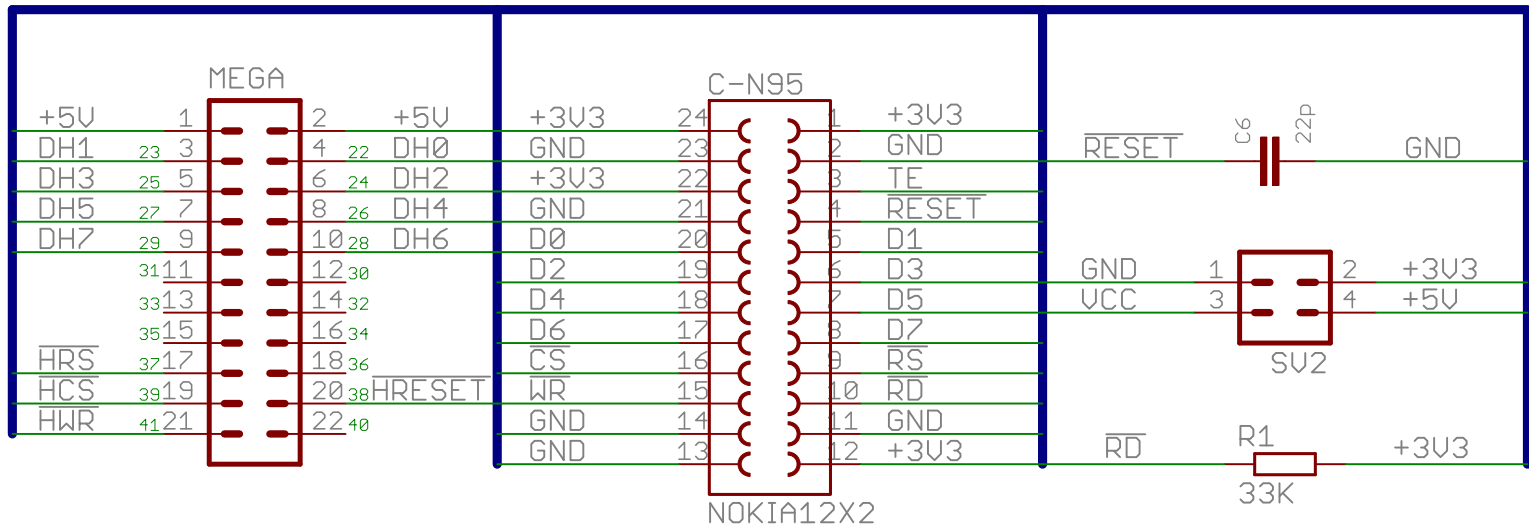 MEGA
C-N95
+5V 1 2 +5V +3V3 24 1 +3V3
DH1 23 3 4 22 DH0 GND 23 2 GND RESET C6 22p GND
DH3 25 5 6 24 DH2 +3V3 22 3 TE
DH5 27 7 8 26 DH4 GND 21 4 RESET
DH7 29 9 10 28 DH6 D0 20 5 D1
31 11 12 30 D2 19 6 D3 GND 1 2 +3V3
33 13 14 32 D4 18 7 D5 VCC 3 4 +5V
35 15 16 34 D6 17 8 D7
HRS 37 17 18 36 CS 16 9 RS SV2
HCS 39 19 20 38 HRESET WR 15 10 RD
HWR 41 21 22 40 GND 14 11 GND
GND 13 12 +3V3 RD R1 +3V3
33K
NOKIA12X2